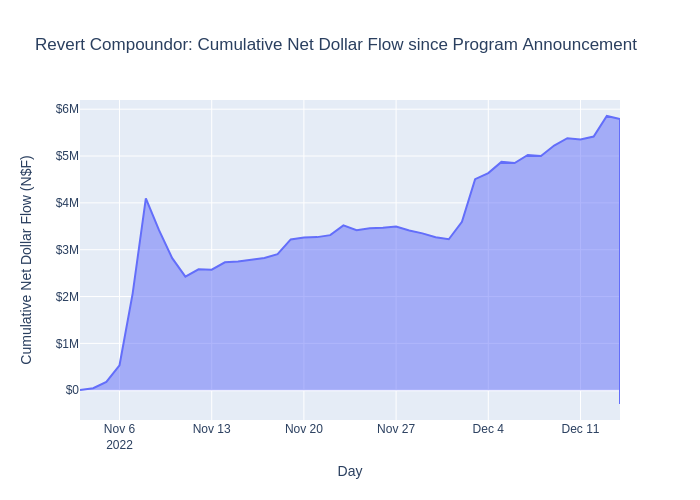 Revert Compoundor: Cumulative Net Dollar Flow since Program Announcement
Cumulative Net Dollar Flow (N$F)
$6M
$5M
$4M
$3M
$2M
$1M
$0
Nov 6
2022
Nov 13
Nov 20
Nov 27
Dec 4
Dec 11
Day